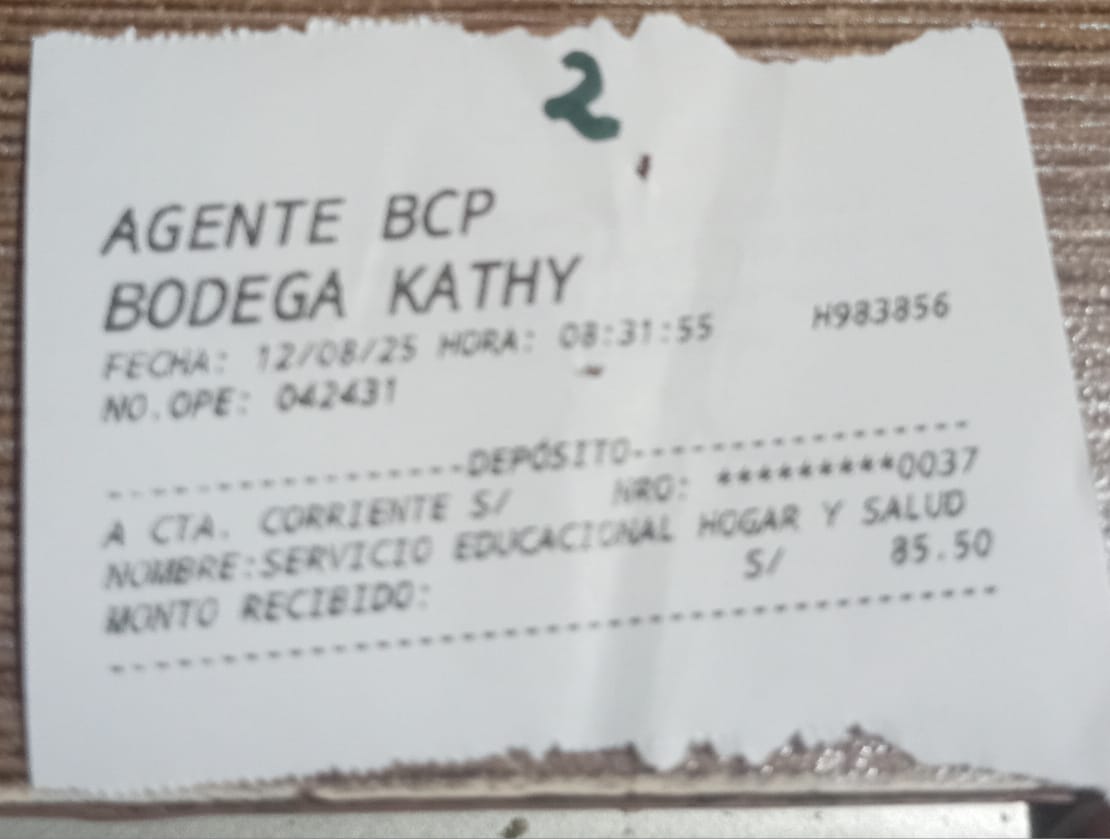 2
AGENTE BCP
BODEGA KATHY
FECHA: 12/08/25 HORA: 08:31:55 H983856
NO.OPE: 042431
----------------DEPÓSITO----------------
A CTA. CORRIENTE S/ NRO: *********0037
NOMBRE:SERVICIO EDUCACIONAL HOGAR Y SALUD
MONTO RECIBIDO: S/ 85.50